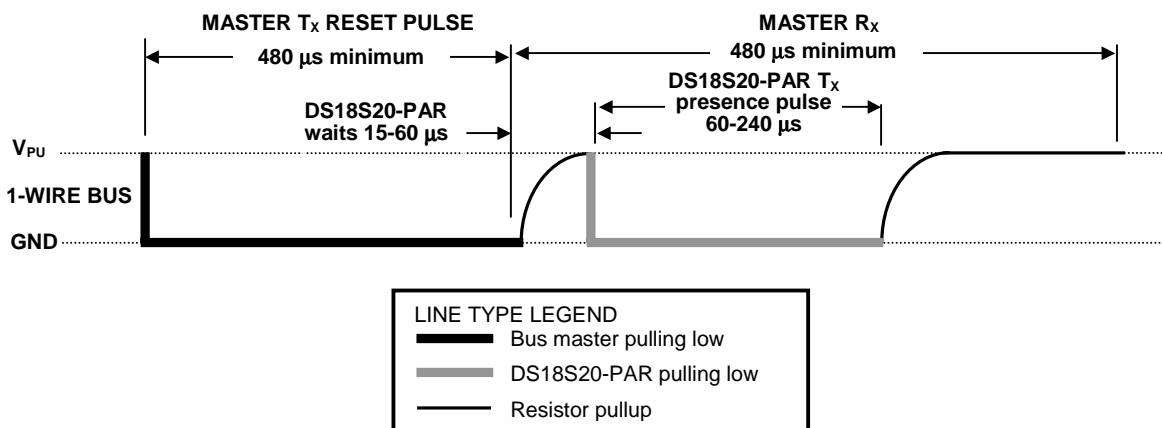 MASTER TX RESET PULSE
480 μs minimum
MASTER RX
480 μs minimum
DS18S20-PAR
waits 15-60 μs
DS18S20-PAR TX
presence pulse
60-240 μs
VPU
1-WIRE BUS
GND
LINE TYPE LEGEND
Bus master pulling low
DS18S20-PAR pulling low
Resistor pullup